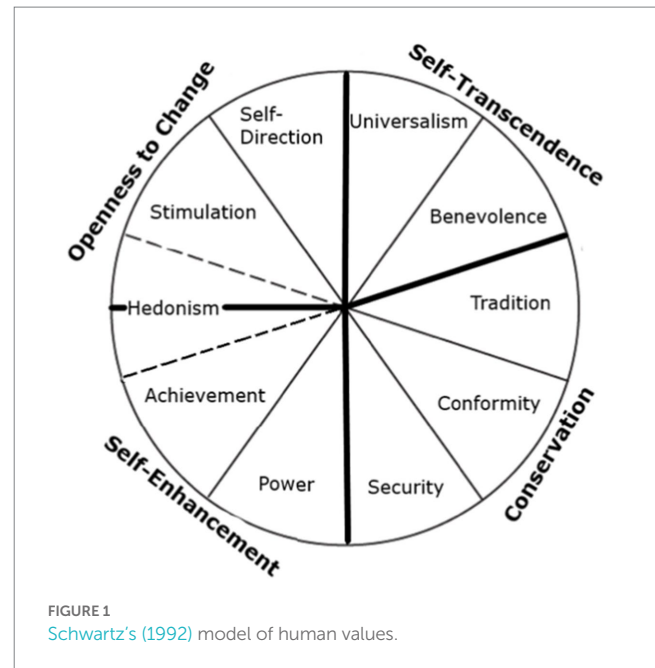 Self-Transcendence
Openness to Change
Self-
Direction
Universalism
Stimulation
Benevolence
Hedonism
Tradition
Achievement
Conformity
Power
Security
Self-Enhancement
Conservation
FIGURE 1
Schwartz's (1992) model of human values.